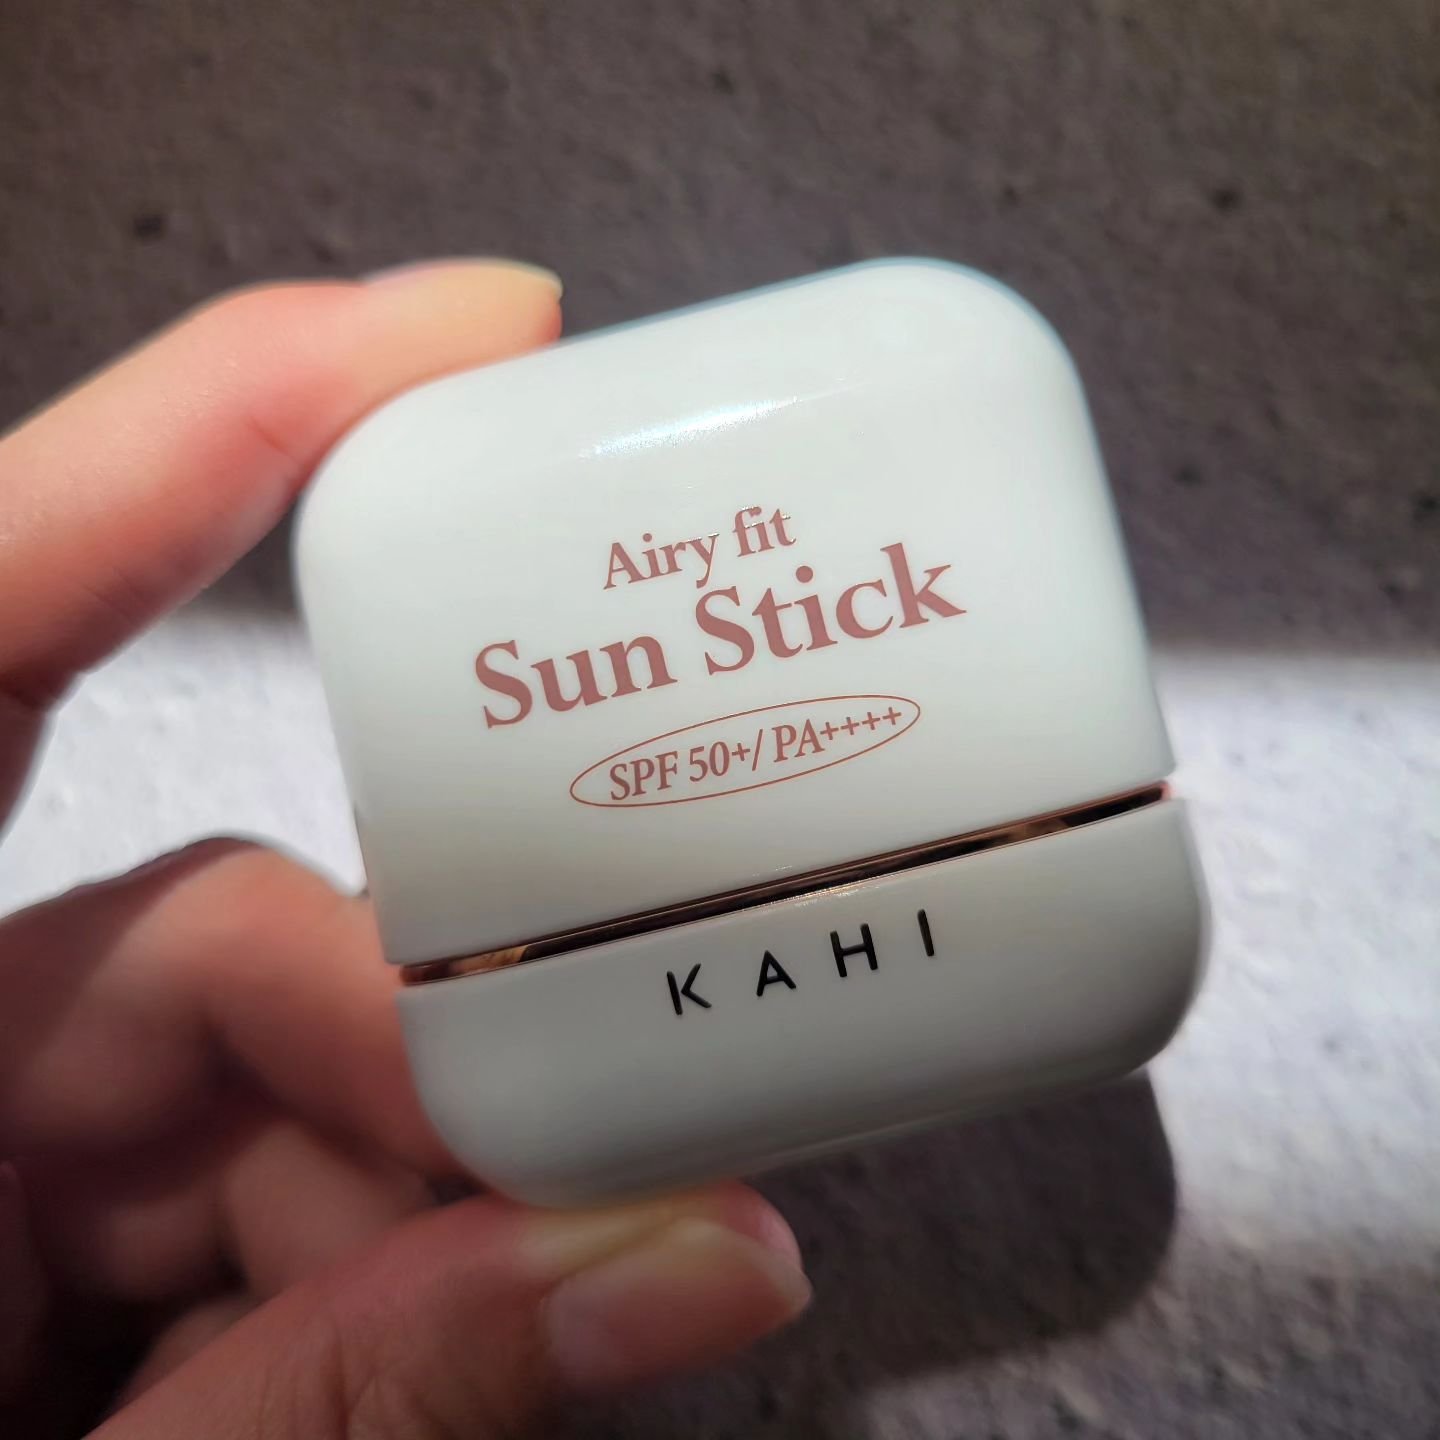 Airy fit
Sun Stick
SPF 50+/ PA++++
KAHI